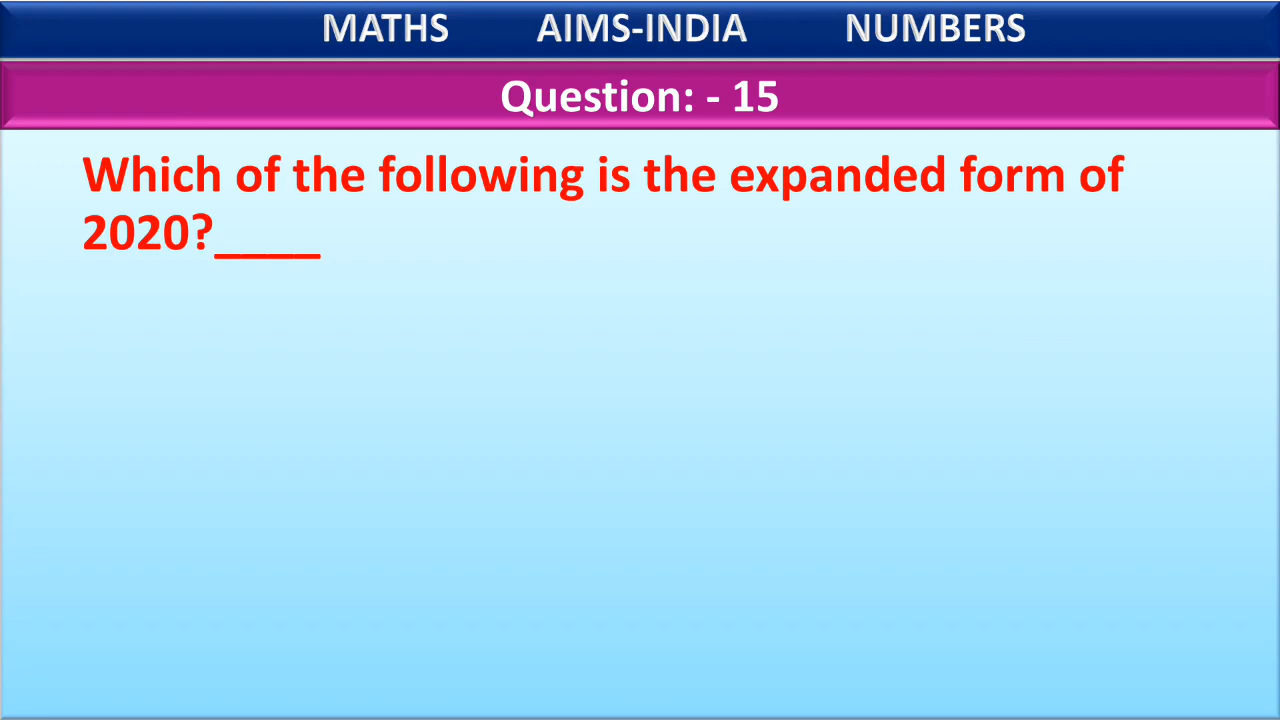 MATHS AIMS-INDIA NUMBERS
Question: - 15
Which of the following is the expanded form of
2020?____